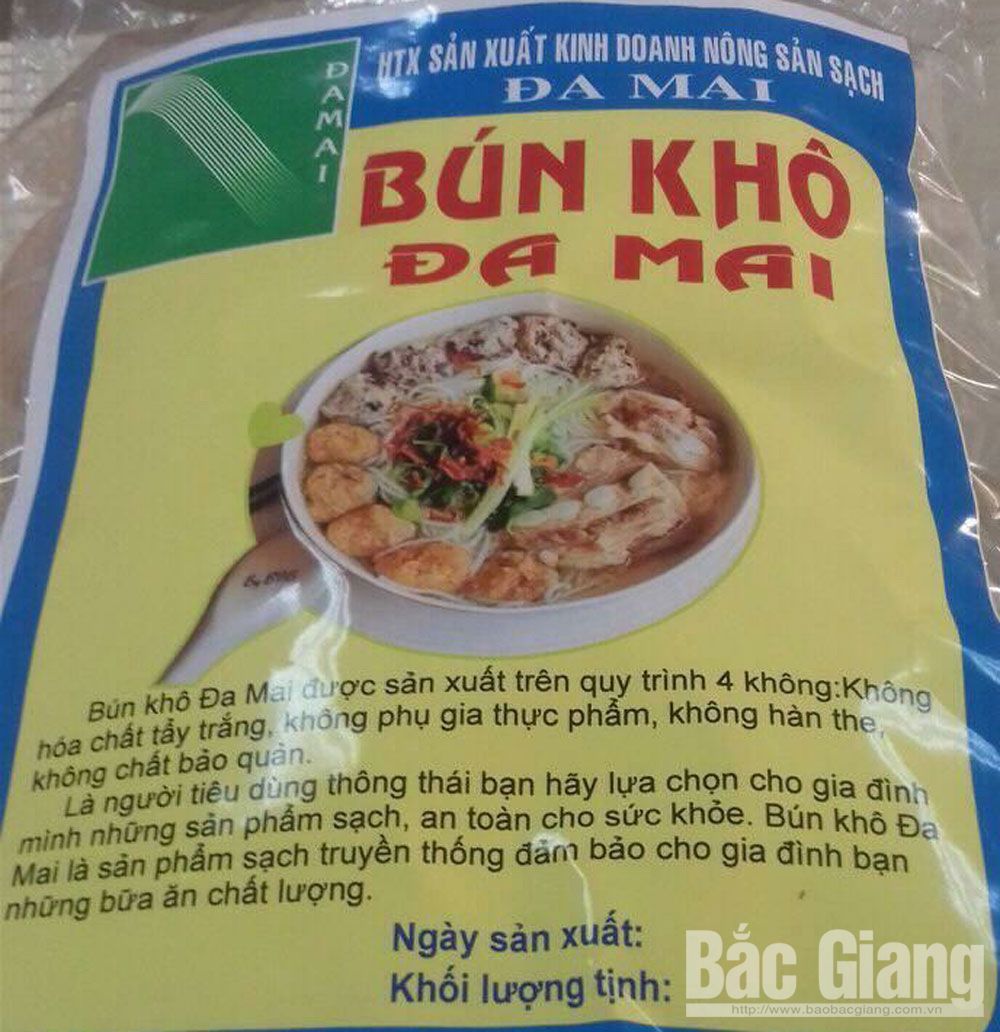 ĐA MAI
HTX SẢN XUẤT KINH DOANH NÔNG SẢN SẠCH
ĐA MAI
BÚN KHÔ
ĐA MAI
Bún khô Đa Mai được sản xuất trên quy trình 4 không:Không
hóa chất tẩy trắng, không phụ gia thực phẩm, không hàn the,
không chất bảo quản.
Là người tiêu dùng thông thái bạn hãy lựa chọn cho gia đình
mình những sản phẩm sạch, an toàn cho sức khỏe. Bún khô Đa
Mai là sản phẩm sạch truyền thống đảm bảo cho gia đình bạn
những bữa ăn chất lượng.
Ngày sản xuất:
Khối lượng tịnh:
Bắc Giang
http://www.baobacgiang.com.vn